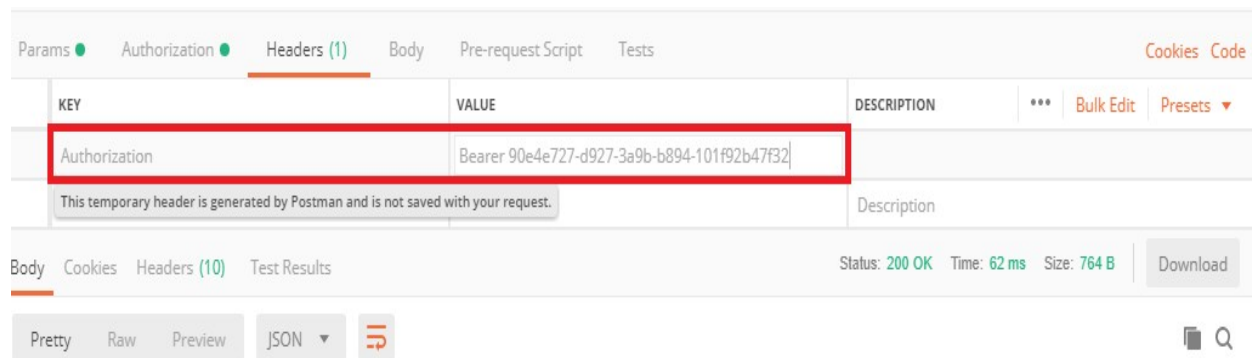 Params Authorization Headers (1) Body Pre-request Script Tests Cookies Code
KEY VALUE DESCRIPTION ••• Bulk Edit Presets
Authorization Bearer 90e4e727-d927-3a9b-b894-101f92b47f32
This temporary header is generated by Postman and is not saved with your request. Description
Body Cookies Headers (10) Test Results Status: 200 OK Time: 62 ms Size: 764 B Download
Pretty Raw Preview JSON